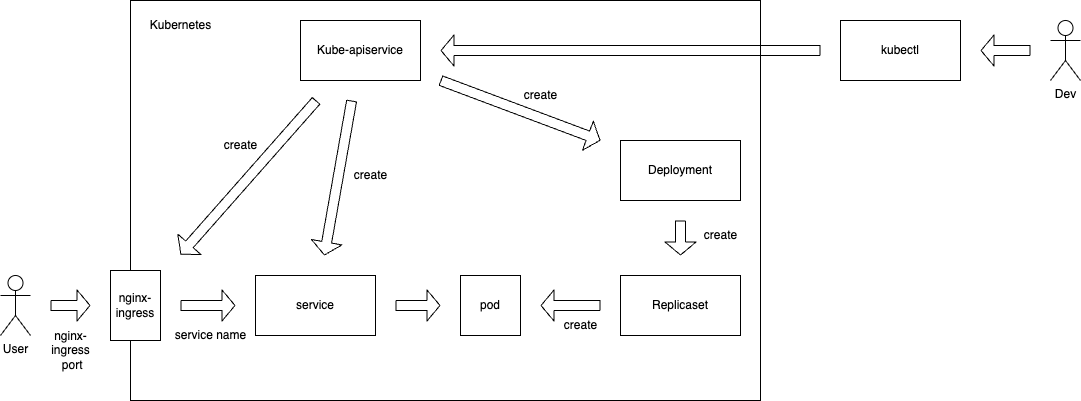 Kubernetes
Kube-apiservice
kubectl
Dev
create
create
create
Deployment
create
nginx-
ingress
service
pod
Replicaset
User
nginx-
ingress
port
service name
create